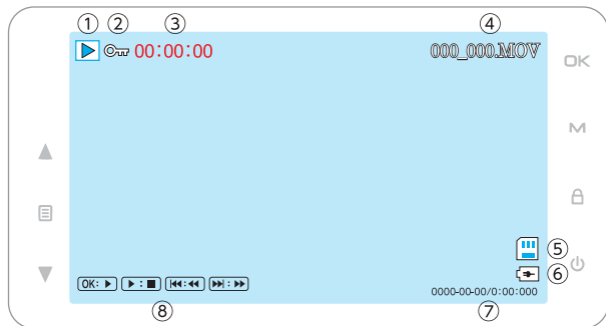 ① ② ③ ④
00:00:00 000_000.MOV
OK
M
⑤
⑥
OK: ▶ ▶ : ■ ⏮:◀◀ ⏭: ▶▶
0000-00-00/0:00:000
⑧ ⑦